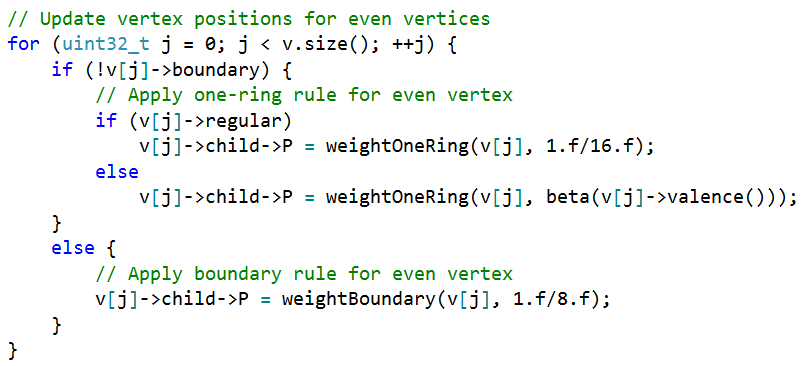 // Update vertex positions for even vertices
for (uint32_t j = 0; j < v.size(); ++j) {
    if (!v[j]->boundary) {
        // Apply one-ring rule for even vertex
        if (v[j]->regular)
            v[j]->child->P = weightOneRing(v[j], 1.f/16.f);
        else
            v[j]->child->P = weightOneRing(v[j], beta(v[j]->valence()));
    }
    else {
        // Apply boundary rule for even vertex
        v[j]->child->P = weightBoundary(v[j], 1.f/8.f);
    }
}